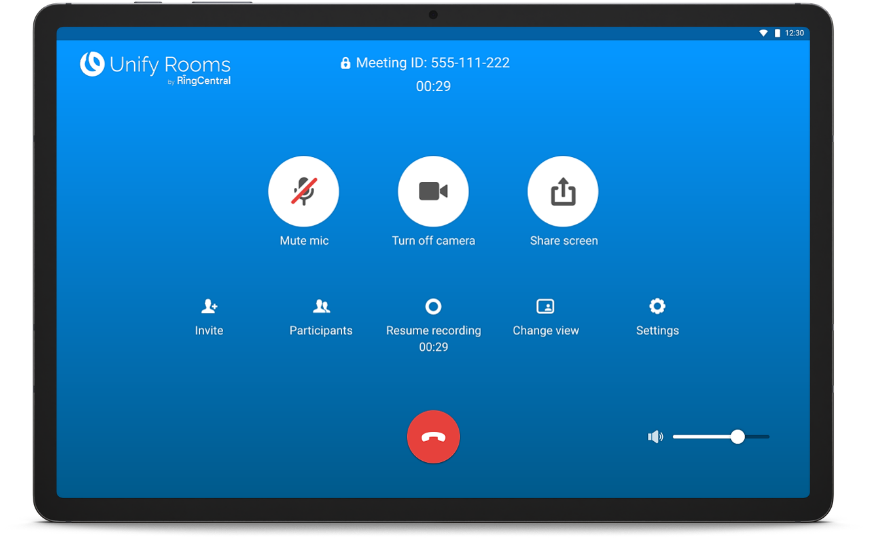 12:30
Unify Rooms
by RingCentral
Meeting ID: 555-111-222
00:29
Mute mic
Turn off camera
Share screen
Invite
Participants
Resume recording
00:29
Change view
Settings